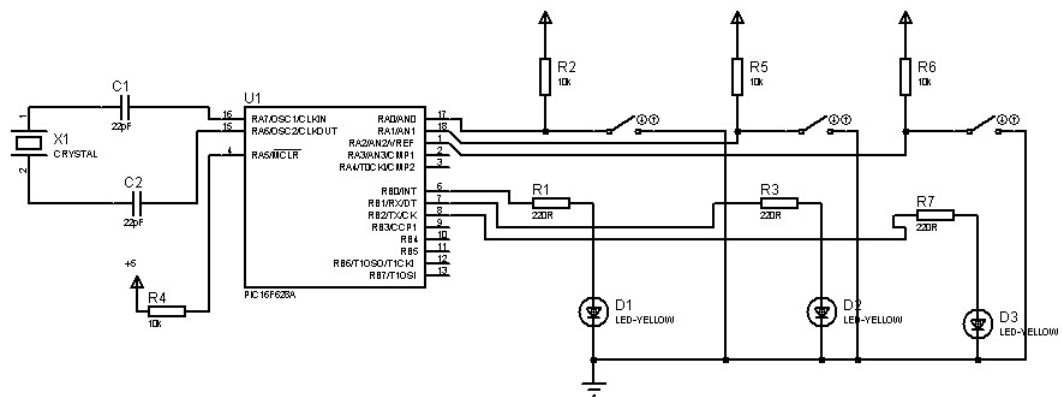 C1
22pF
1
X1
CRYSTAL
2
C2
22pF
+5
R4
10k
U1
16 RA7/OSC1/CLKIN
15 RA6/OSC2/CLKOUT
4 RA5/MCLR
RA0/AN0 17
RA1/AN1 18
RA2/AN2/VREF 1
RA3/AN3/CMP1 2
RA4/T0CKI/CMP2 3
RB0/INT 6
RB1/RX/DT 7
RB2/TX/CK 8
RB3/CCP1 9
RB4 10
RB5 11
RB6/T1OSO/T1CKI 12
RB7/T1OSI 13
PIC16F628A
R2
10k
R5
10k
R6
10k
R1
220R
R3
220R
R7
220R
D1
LED-YELLOW
D2
LED-YELLOW
D3
LED-YELLOW